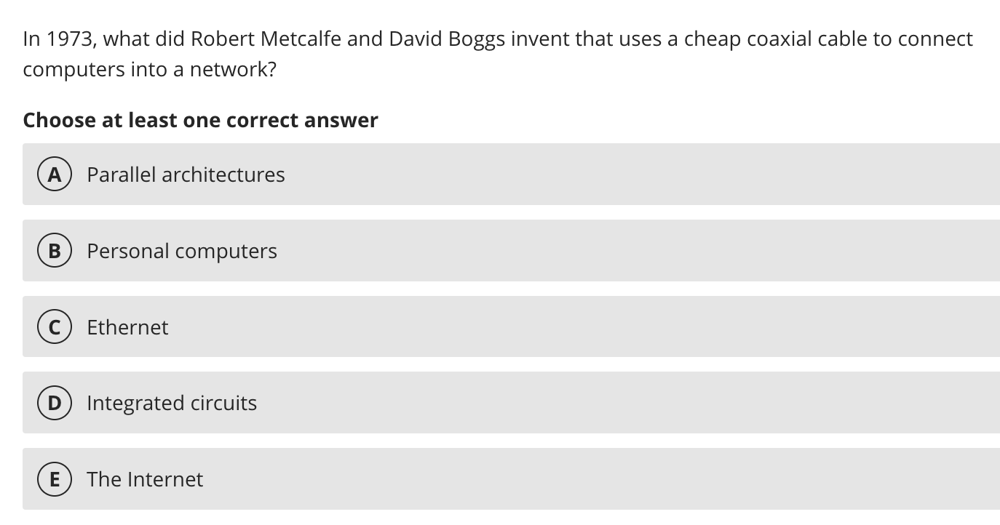 In 1973, what did Robert Metcalfe and David Boggs invent that uses a cheap coaxial cable to connect
computers into a network?
Choose at least one correct answer
A Parallel architectures
B Personal computers
C Ethernet
D Integrated circuits
E The Internet